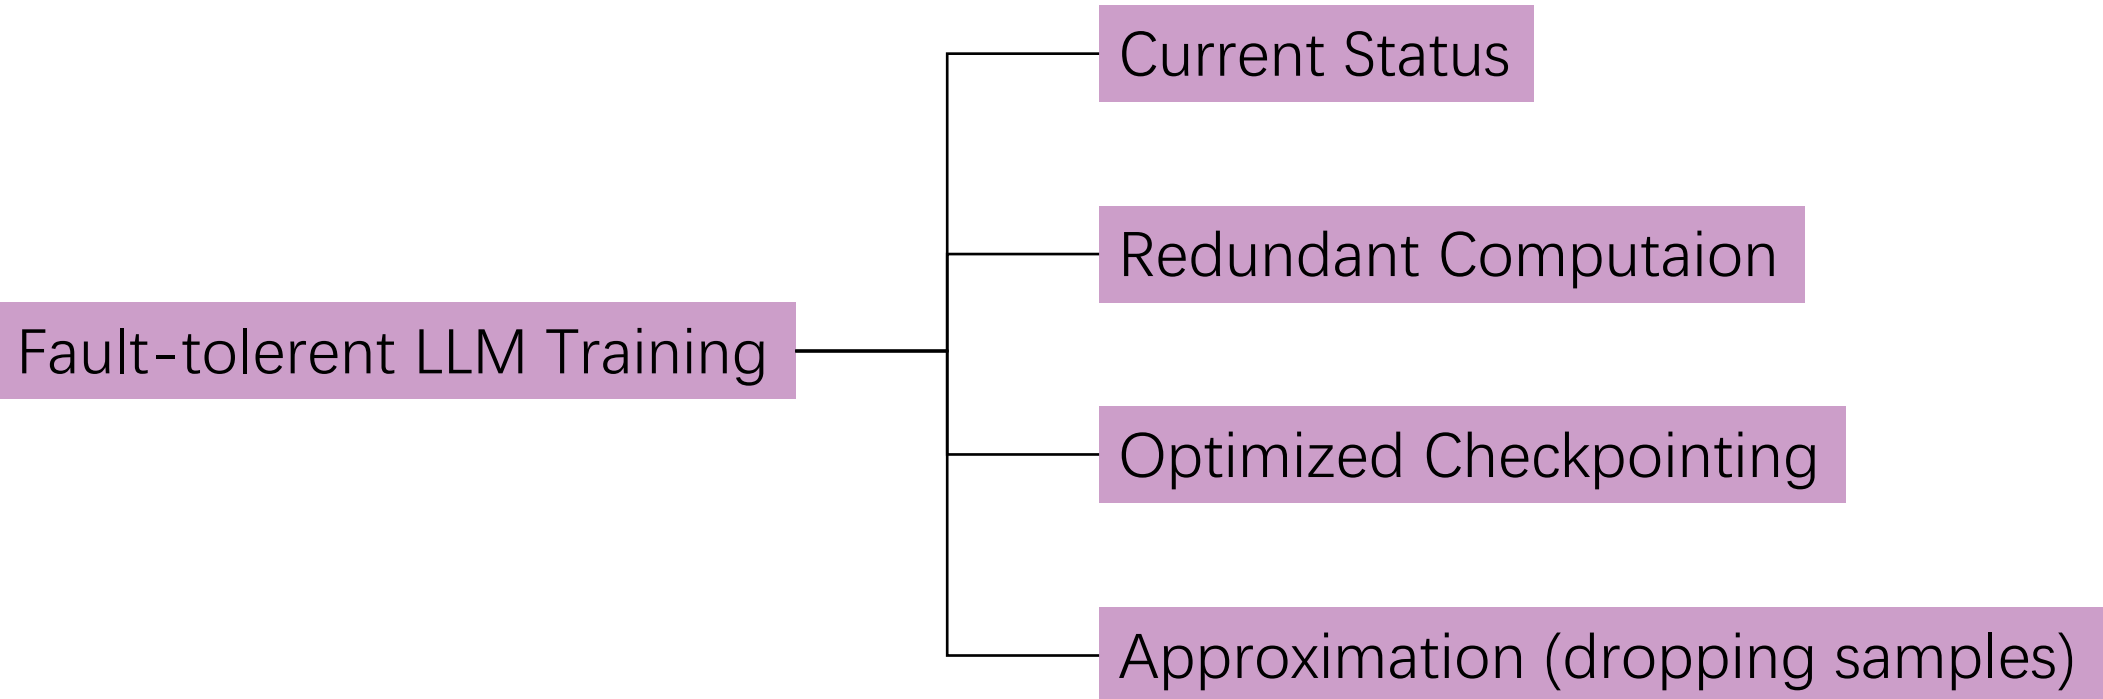 Current Status
Redundant Computaion
Fault-tolerent LLM Training
Optimized Checkpointing
Approximation (dropping samples)